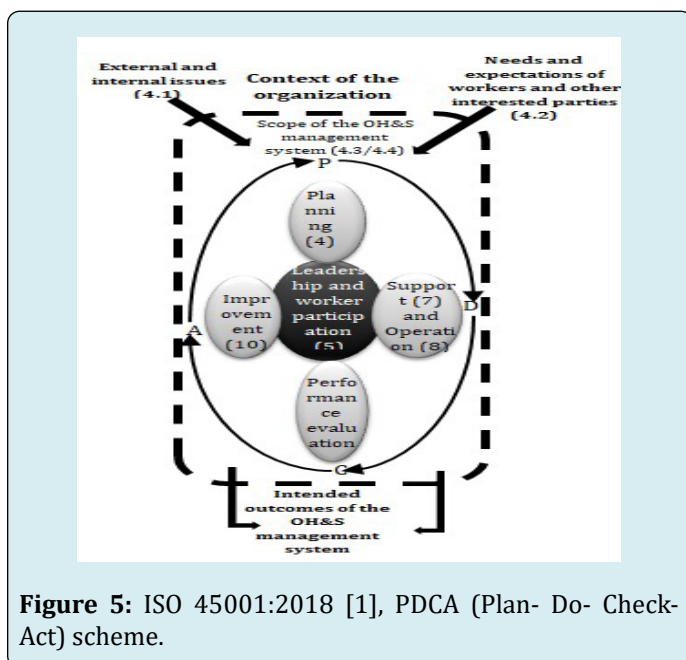 External and
internal issues
(4.1)
Context of the
organization
Needs and
expectations of
workers and other
interested parties
(4.2)
Scope of the OH&S
management
system (4.3/4.4)
P
Pla
nni
ng
(4)
Leaders
hip and
worker
particip
ation
(5)
Suppor
t (7)
and
Operati
on (8)
D
Impr
ovem
ent
(10)
A
Perfo
rman
ce
evalu
ation
C
Intended
outcomes of the
OH&S
management
system
Figure 5: ISO 45001:2018 [1], PDCA (Plan- Do- Check-
Act) scheme.